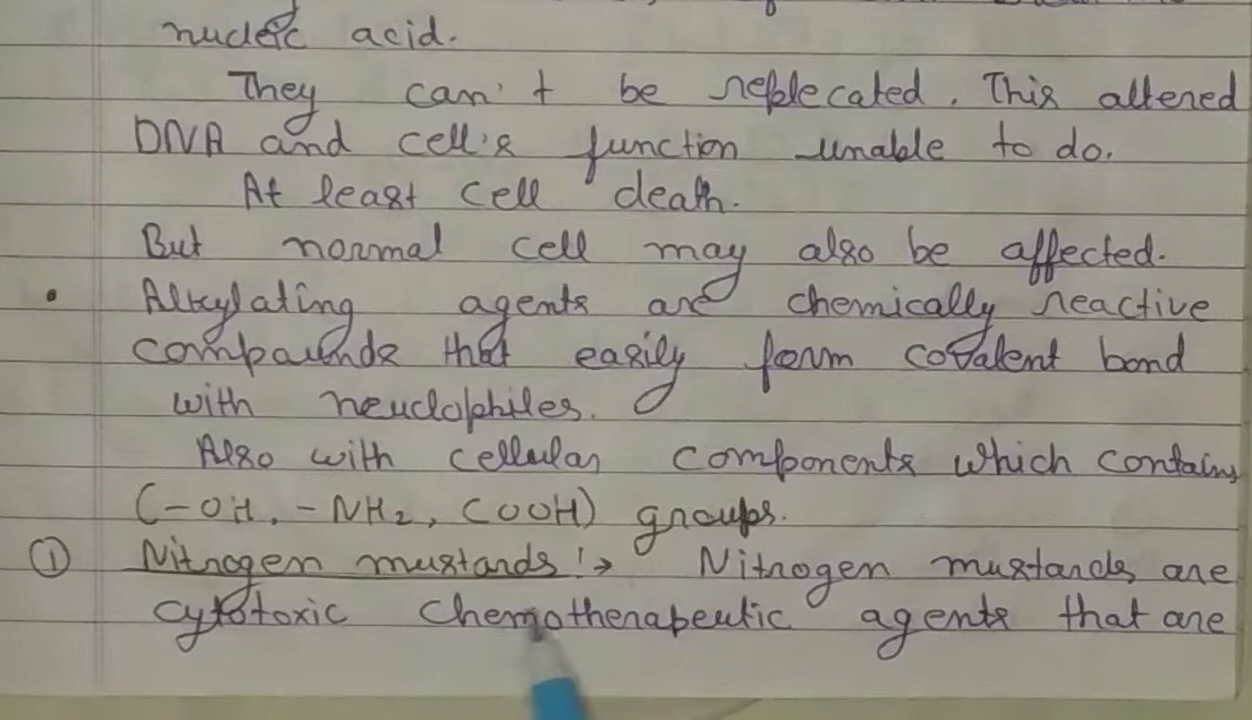 nucleic acid.
They can't be replecated. This altered
DNA and cell's function unable to do.
At least cell death.
But normal cell may also be affected.
• Alkylating agents are chemically reactive
compounds that easily form covalent bond
with neuclophiles.
Also with cellular components which contains
(-OH, -NH2, COOH) groups.
① Nitrogen mustards :→ Nitrogen mustards are
cytotoxic chemotherapeutic agents that are